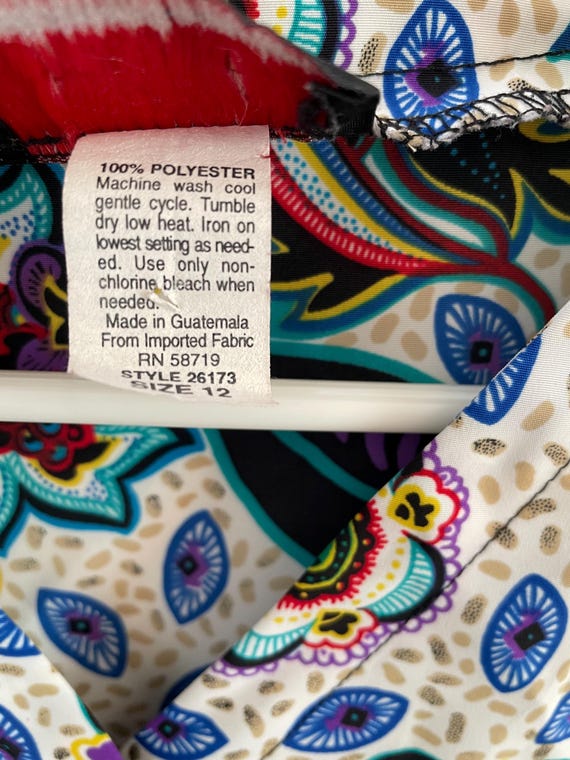 100% POLYESTER
Machine wash cool
gentle cycle. Tumble
dry low heat. Iron on
lowest setting as need-
ed. Use only non-
chlorine bleach when
needed.
Made in Guatemala
From Imported Fabric
RN 58719
STYLE 26173
SIZE 12